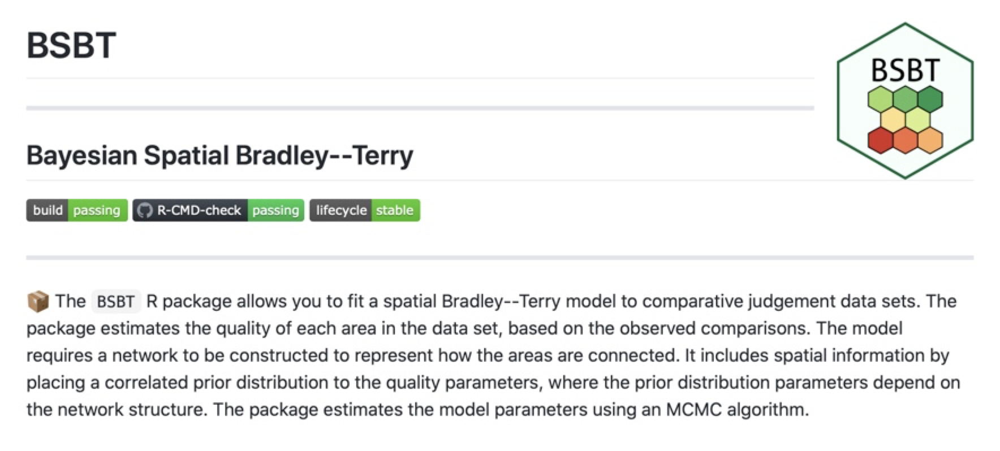 BSBT
BSBT
Bayesian Spatial Bradley--Terry
build passing R-CMD-check passing lifecycle stable
📦 The BSBT R package allows you to fit a spatial Bradley--Terry model to comparative judgement data sets. The
package estimates the quality of each area in the data set, based on the observed comparisons. The model
requires a network to be constructed to represent how the areas are connected. It includes spatial information by
placing a correlated prior distribution to the quality parameters, where the prior distribution parameters depend on
the network structure. The package estimates the model parameters using an MCMC algorithm.